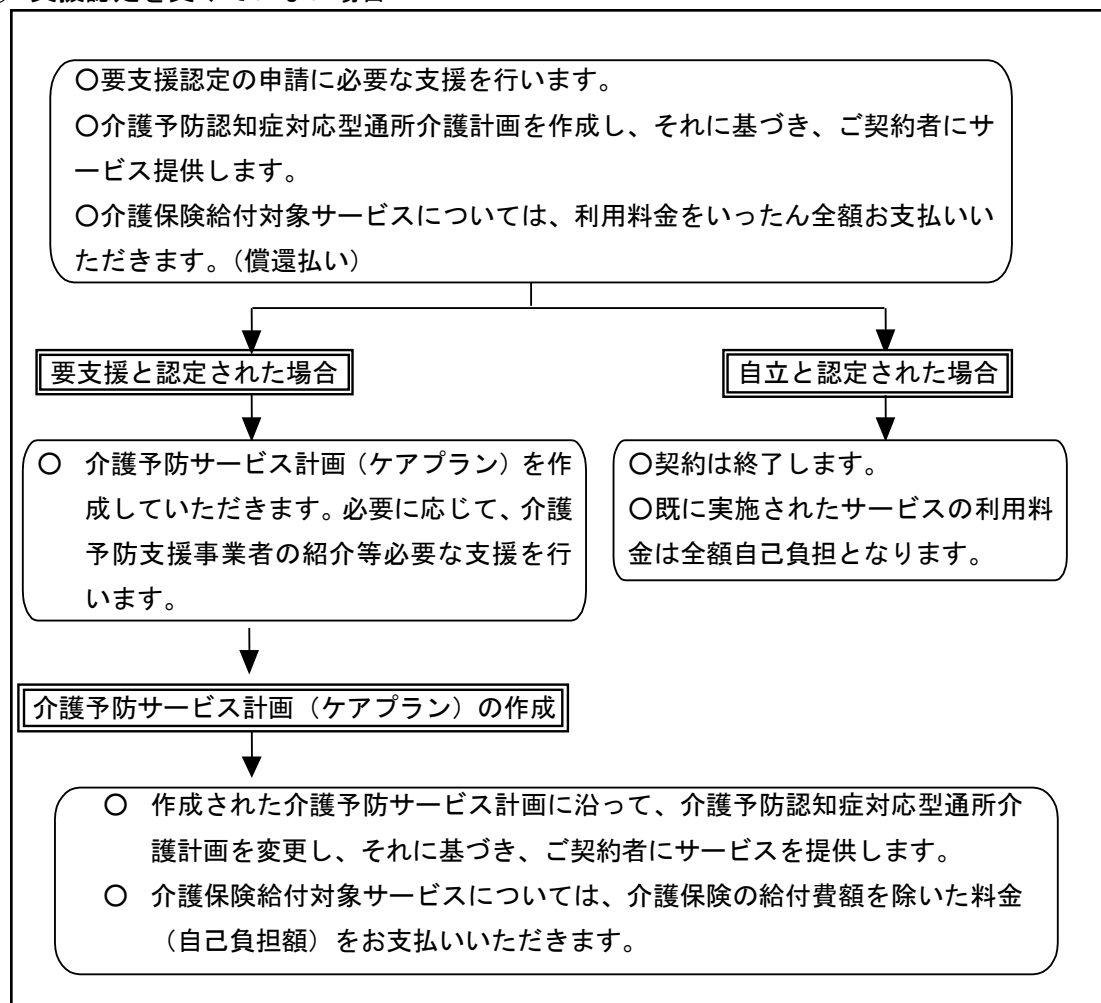 〇要支援認定の申請に必要な支援を行います。
〇介護予防認知症対応型通所介護計画を作成し、それに基づき、ご契約者にサ
ービス提供します。
〇介護保険給付対象サービスについては、利用料金をいったん全額お支払いい
ただきます。（償還払い）
要支援と認定された場合
自立と認定された場合
〇 介護予防サービス計画（ケアプラン）を作
成していただきます。必要に応じて、介護
予防支援事業者の紹介等必要な支援を行
います。
〇契約は終了します。
〇既に実施されたサービスの利用料
金は全額自己負担となります。
介護予防サービス計画（ケアプラン）の作成
〇 作成された介護予防サービス計画に沿って、介護予防認知症対応型通所介
護計画を変更し、それに基づき、ご契約者にサービスを提供します。
〇 介護保険給付対象サービスについては、介護保険の給付費額を除いた料金
（自己負担額）をお支払いいただきます。